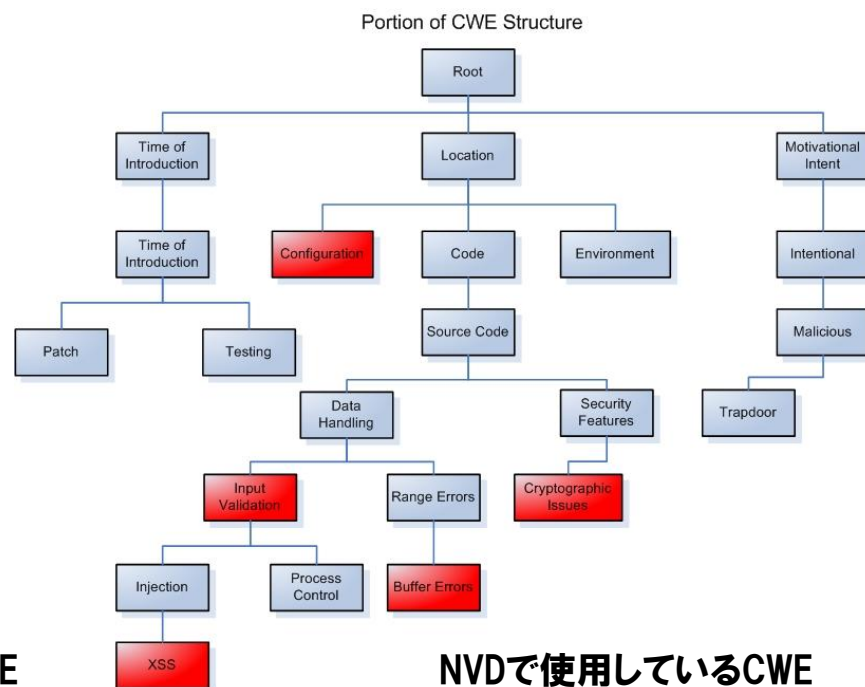 Portion of CWE Structure
Root
Time of
Introduction
Location
Motivational
Intent
Time of
Introduction
Configuration
Code
Environment
Intentional
Patch
Testing
Source Code
Malicious
Data
Handling
Security
Features
Trapdoor
Input
Validation
Range Errors
Cryptographic
Issues
Injection
Process
Control
Buffer Errors
XSS
E
NVDで使用しているCWE